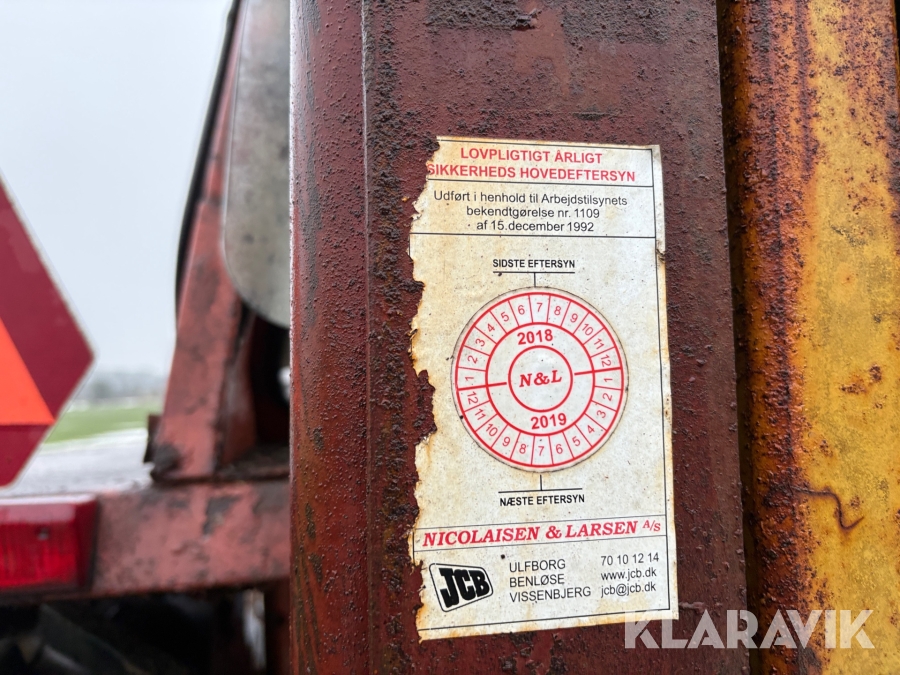 LOVPLIGTIGT ÅRLIGT
SIKKERHEDS HOVEDEFTERSYN
Udført i henhold til Arbejdstilsynets
bekendtgørelse nr. 1109
af 15.december 1992
SIDSTE EFTERSYN
1 2 3 4 5 6 7 8 9 10 11 12
2018
N&L
2019
1 2 3 4 5 6 7 8 9 10 11 12
NÆSTE EFTERSYN
NICOLAISEN & LARSEN A/s
JCB
ULFBORG 70 10 12 14
BENLØSE www.jcb.dk
VISSENBJERG jcb@jcb.dk
KLARAVIK